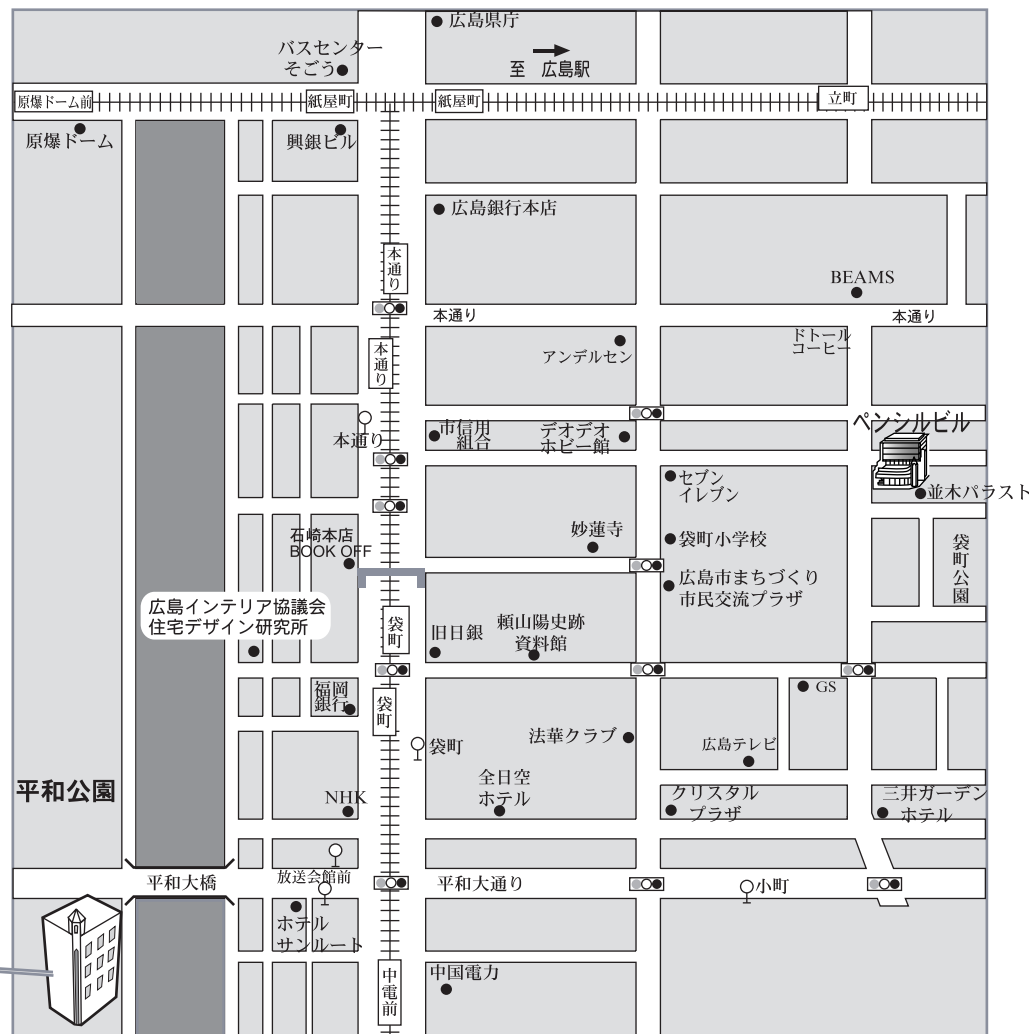 広島県庁
バスセンター
そごう
至 広島駅
原爆ドーム前
紙屋町
紙屋町
立町
原爆ドーム
興銀ビル
広島銀行本店
本通り
BEAMS
本通り
本通り
本通り
アンデルセン
ドトール
コーヒー
ペンシルビル
本通り
市信用
組合
デオデオ
ホビー館
セブン
イレブン
並木パラスト
石崎本店
BOOK OFF
妙蓮寺
袋町小学校
袋町公園
広島市まちづくり
市民交流プラザ
広島インテリア協議会
住宅デザイン研究所
袋町
旧日銀
頼山陽史跡
資料館
福岡
銀行
袋町
GS
袋町
法華クラブ
広島テレビ
平和公園
NHK
全日空
ホテル
クリスタル
プラザ
三井ガーデン
ホテル
平和大橋
放送会館前
平和大通り
小町
ホテル
サンルート
中電前
中国電力